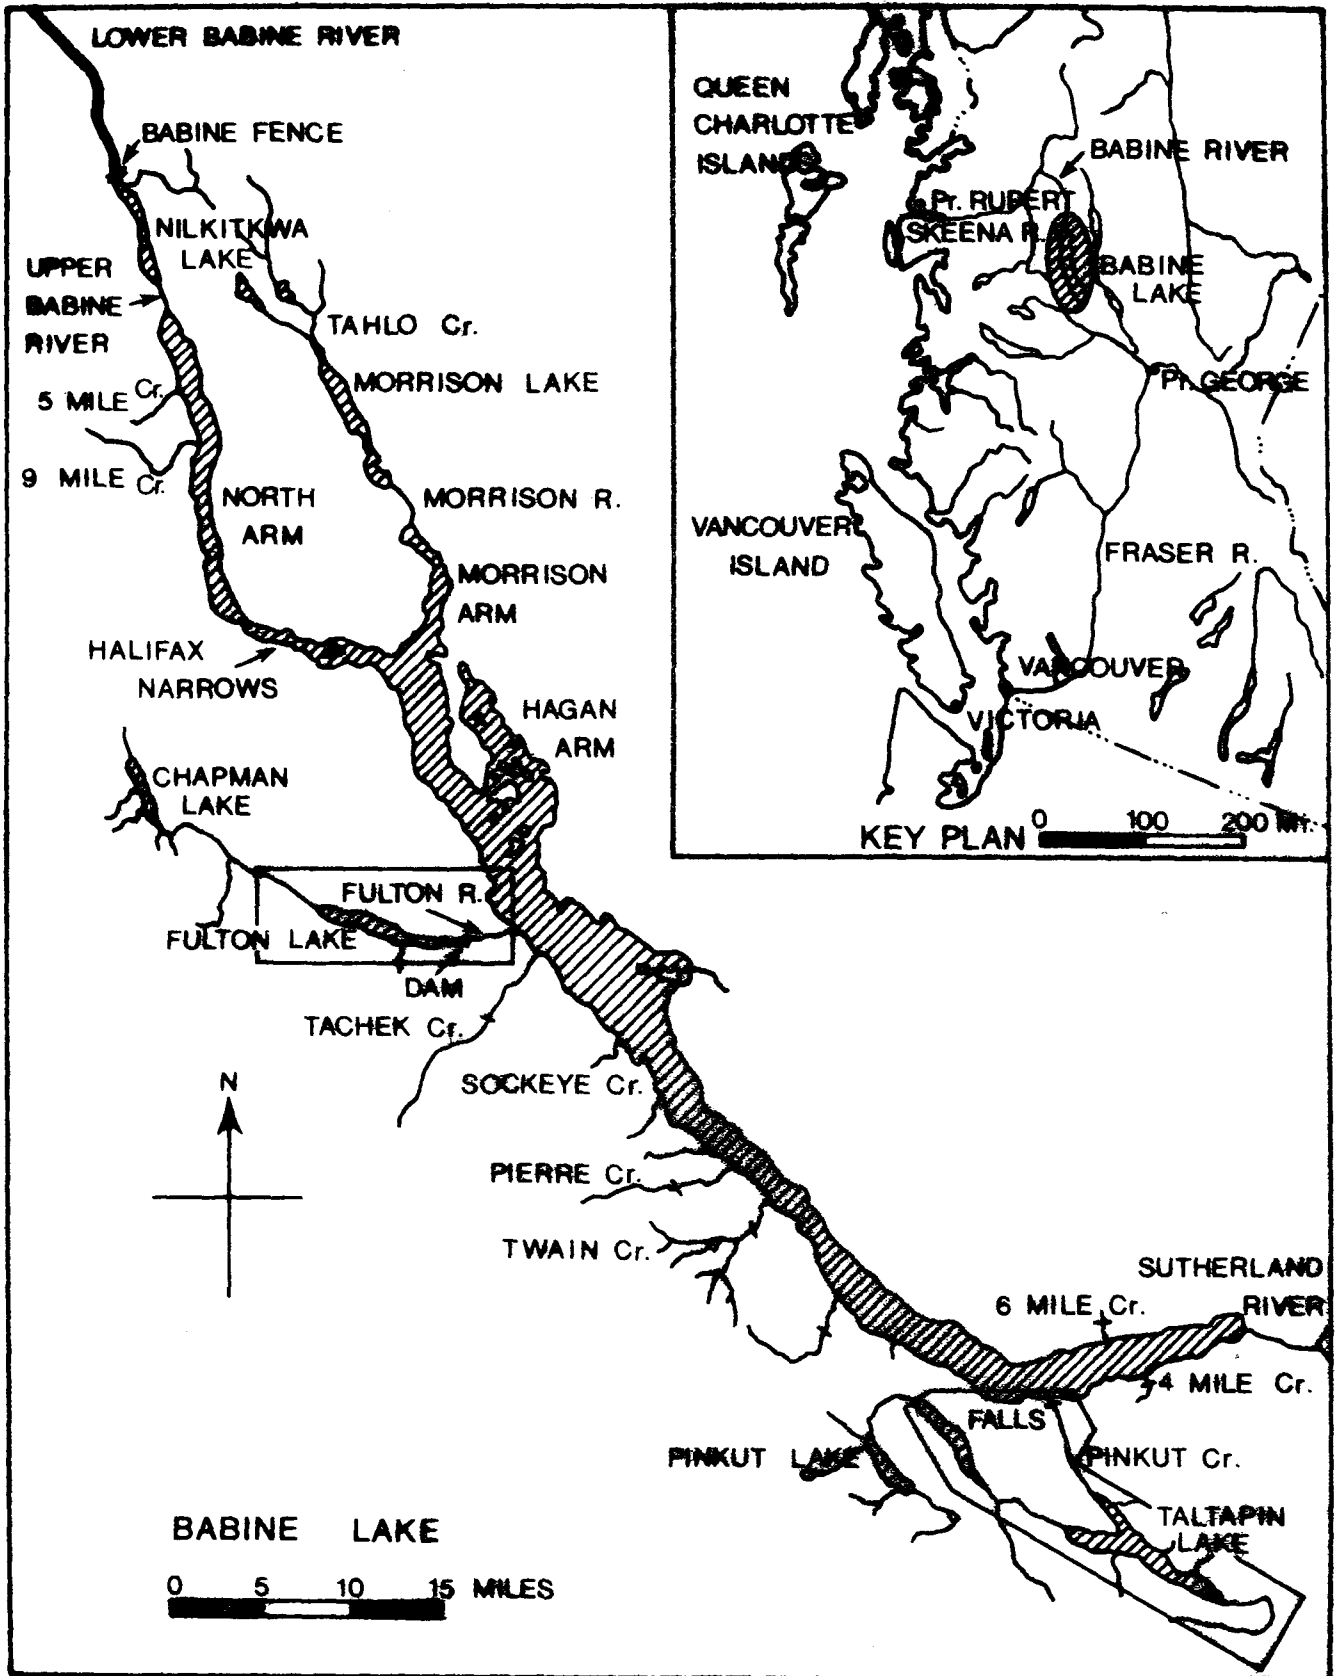 LOWER BABINE RIVER
BABINE FENCE
NILKITKWA
LAKE
UPPER
BABINE
RIVER
TAHLO Cr.
MORRISON LAKE
5 MILE Cr.
9 MILE Cr.
NORTH
ARM
MORRISON R.
MORRISON
ARM
HALIFAX
NARROWS
HAGAN
ARM
CHAPMAN
LAKE
FULTON R.
FULTON LAKE
DAM
TACHEK Cr.
SOCKEYE Cr.
N
PIERRE Cr.
TWAIN Cr.
SUTHERLAND
RIVER
6 MILE Cr.
4 MILE Cr.
FALLS
PINKUT LAKE
PINKUT Cr.
TALTAPIN
LAKE
BABINE LAKE
0 5 10 15 MILES
QUEEN
CHARLOTTE
ISLANDS
BABINE RIVER
Pr. RUPERT
SKEENA R.
BABINE
LAKE
Pr. GEORGE
VANCOUVER
ISLAND
FRASER R.
VANCOUVER
VICTORIA
KEY PLAN
0 100 200 MI.